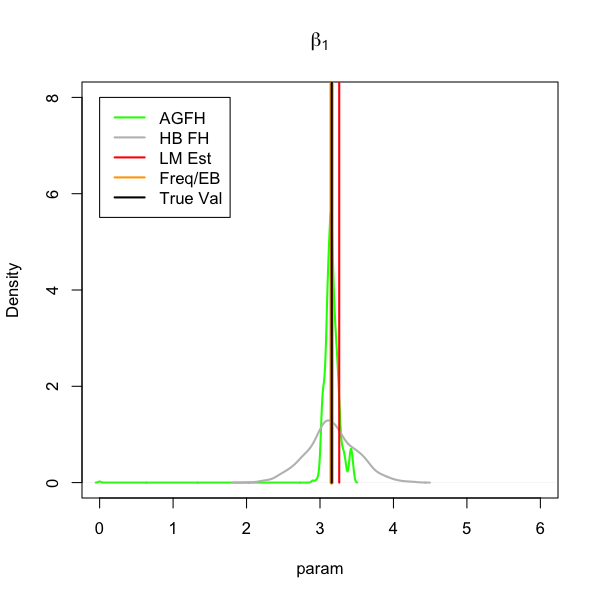 β1
Density
8
6
4
2
0
AGFH
HB FH
LM Est
Freq/EB
True Val
0 1 2 3 4 5 6
param